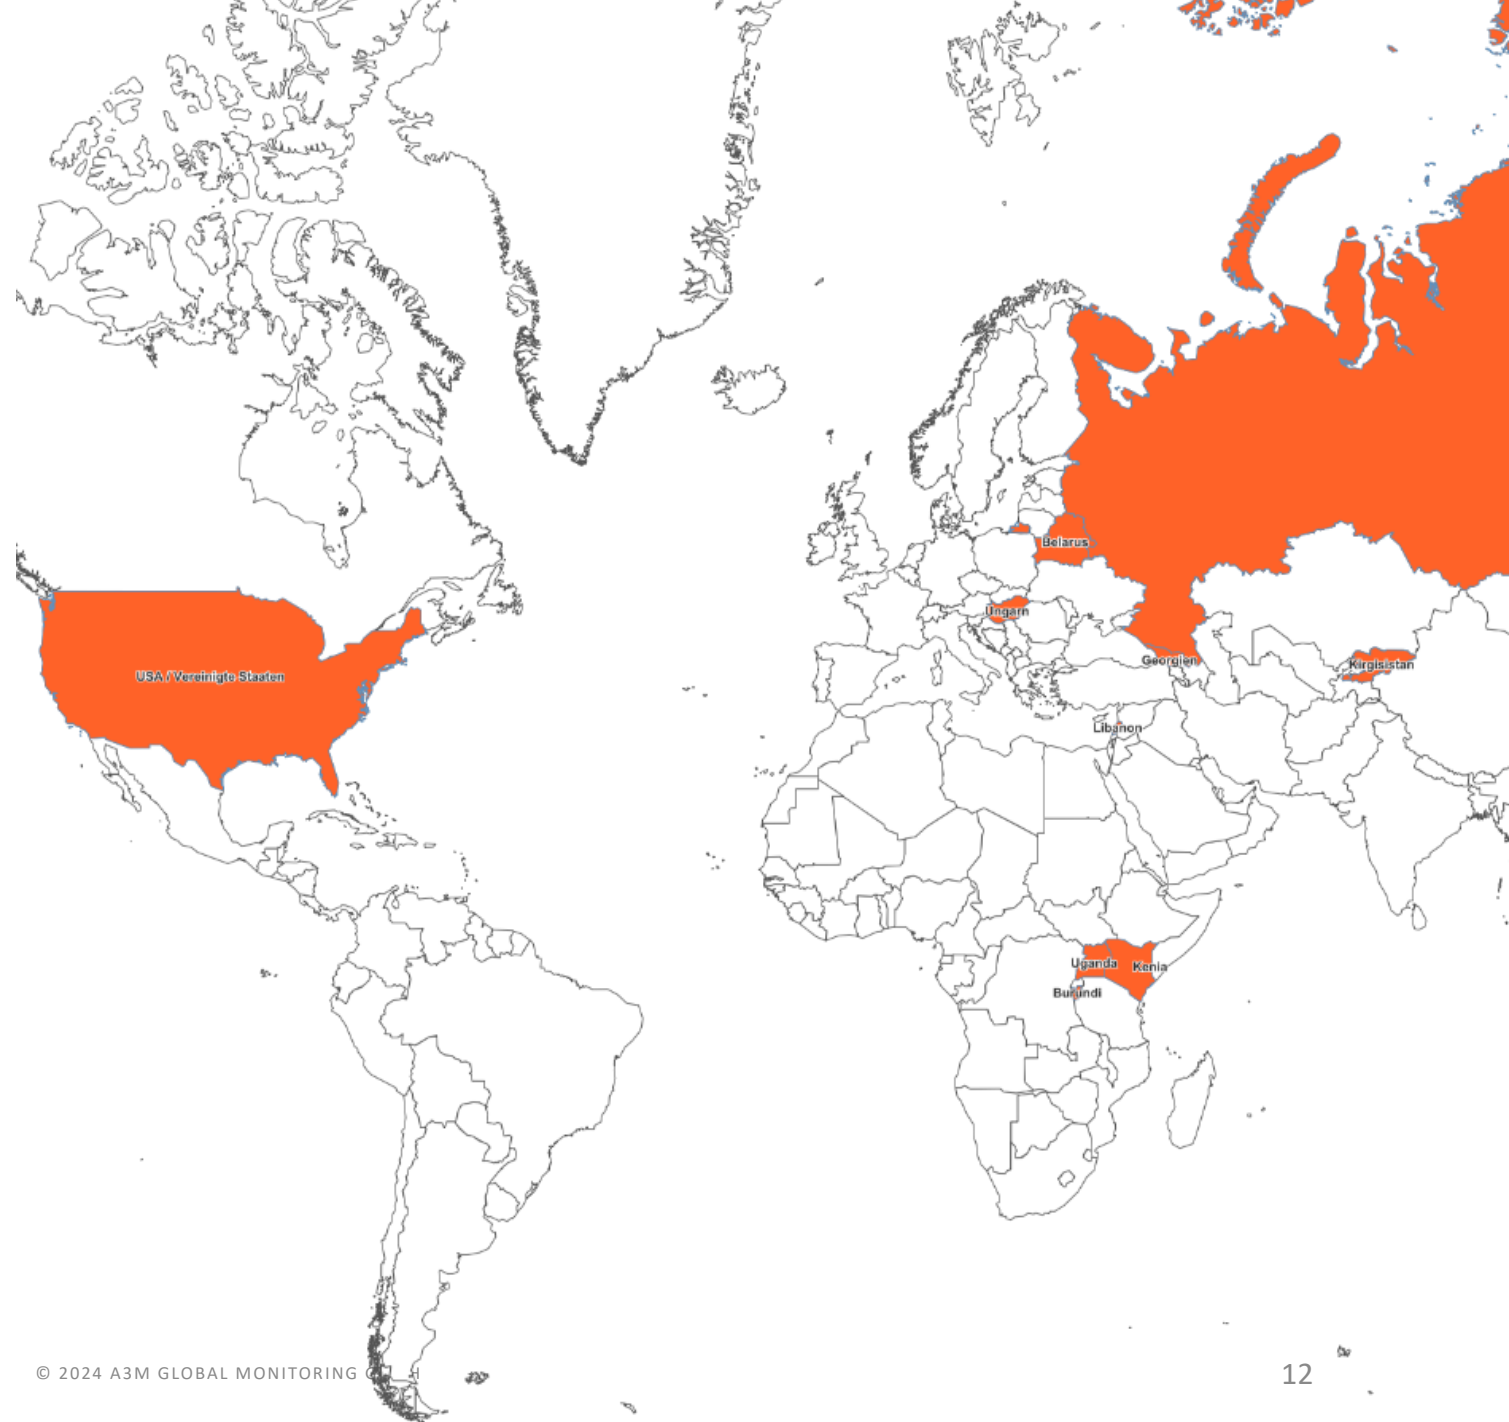 Belarus
Ungarn
Georgien
Kirgisistan
USA / Vereinigte Staaten
Libanon
Uganda
Kenia
Burundi
© 2024 A3M GLOBAL MONITORING
12